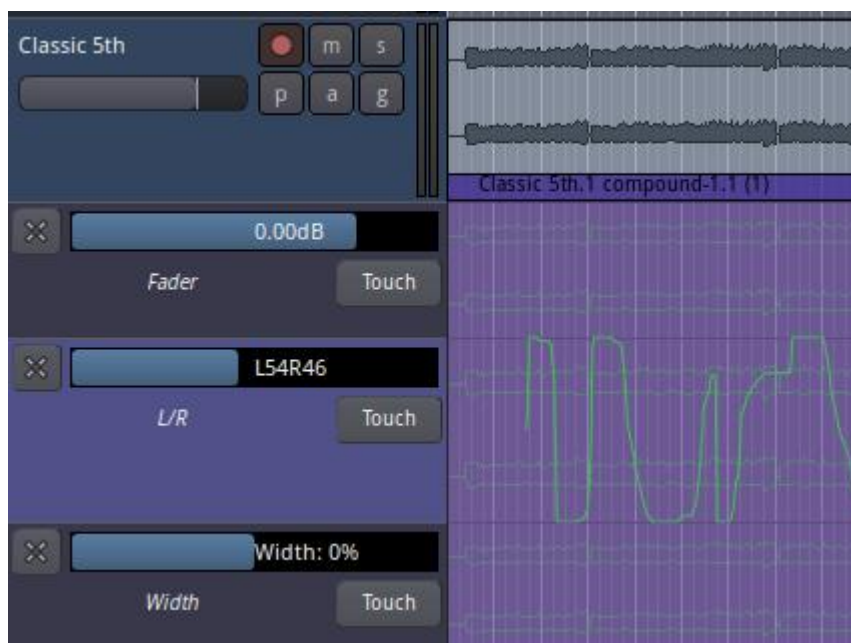 Classic 5th
m s
p a g
Classic 5th.1 compound-1.1 (1)
0.00dB
Fader Touch
L54R46
L/R Touch
Width: 0%
Width Touch